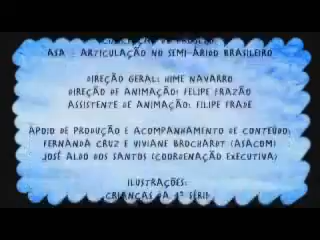 ASA - ARTICULAÇÃO NO SEMI-ÁRIDO BRASILEIRO
DIREÇÃO GERAL: HIME NAVARRO
DIREÇÃO DE ANIMAÇÃO: FELIPE FRAZÃO
ASSISTENTE DE ANIMAÇÃO: FILIPE FRADE
APOIO DE PRODUÇÃO E ACOMPANHAMENTO DE CONTEÚDO:
FERNANDA CRUZ E VIVIANE BROCHARDT (ASACOM)
JOSÉ ALDO DOS SANTOS (COORDENAÇÃO EXECUTIVA)
ILUSTRAÇÕES:
CRIANÇAS DA 4ª SÉRIE